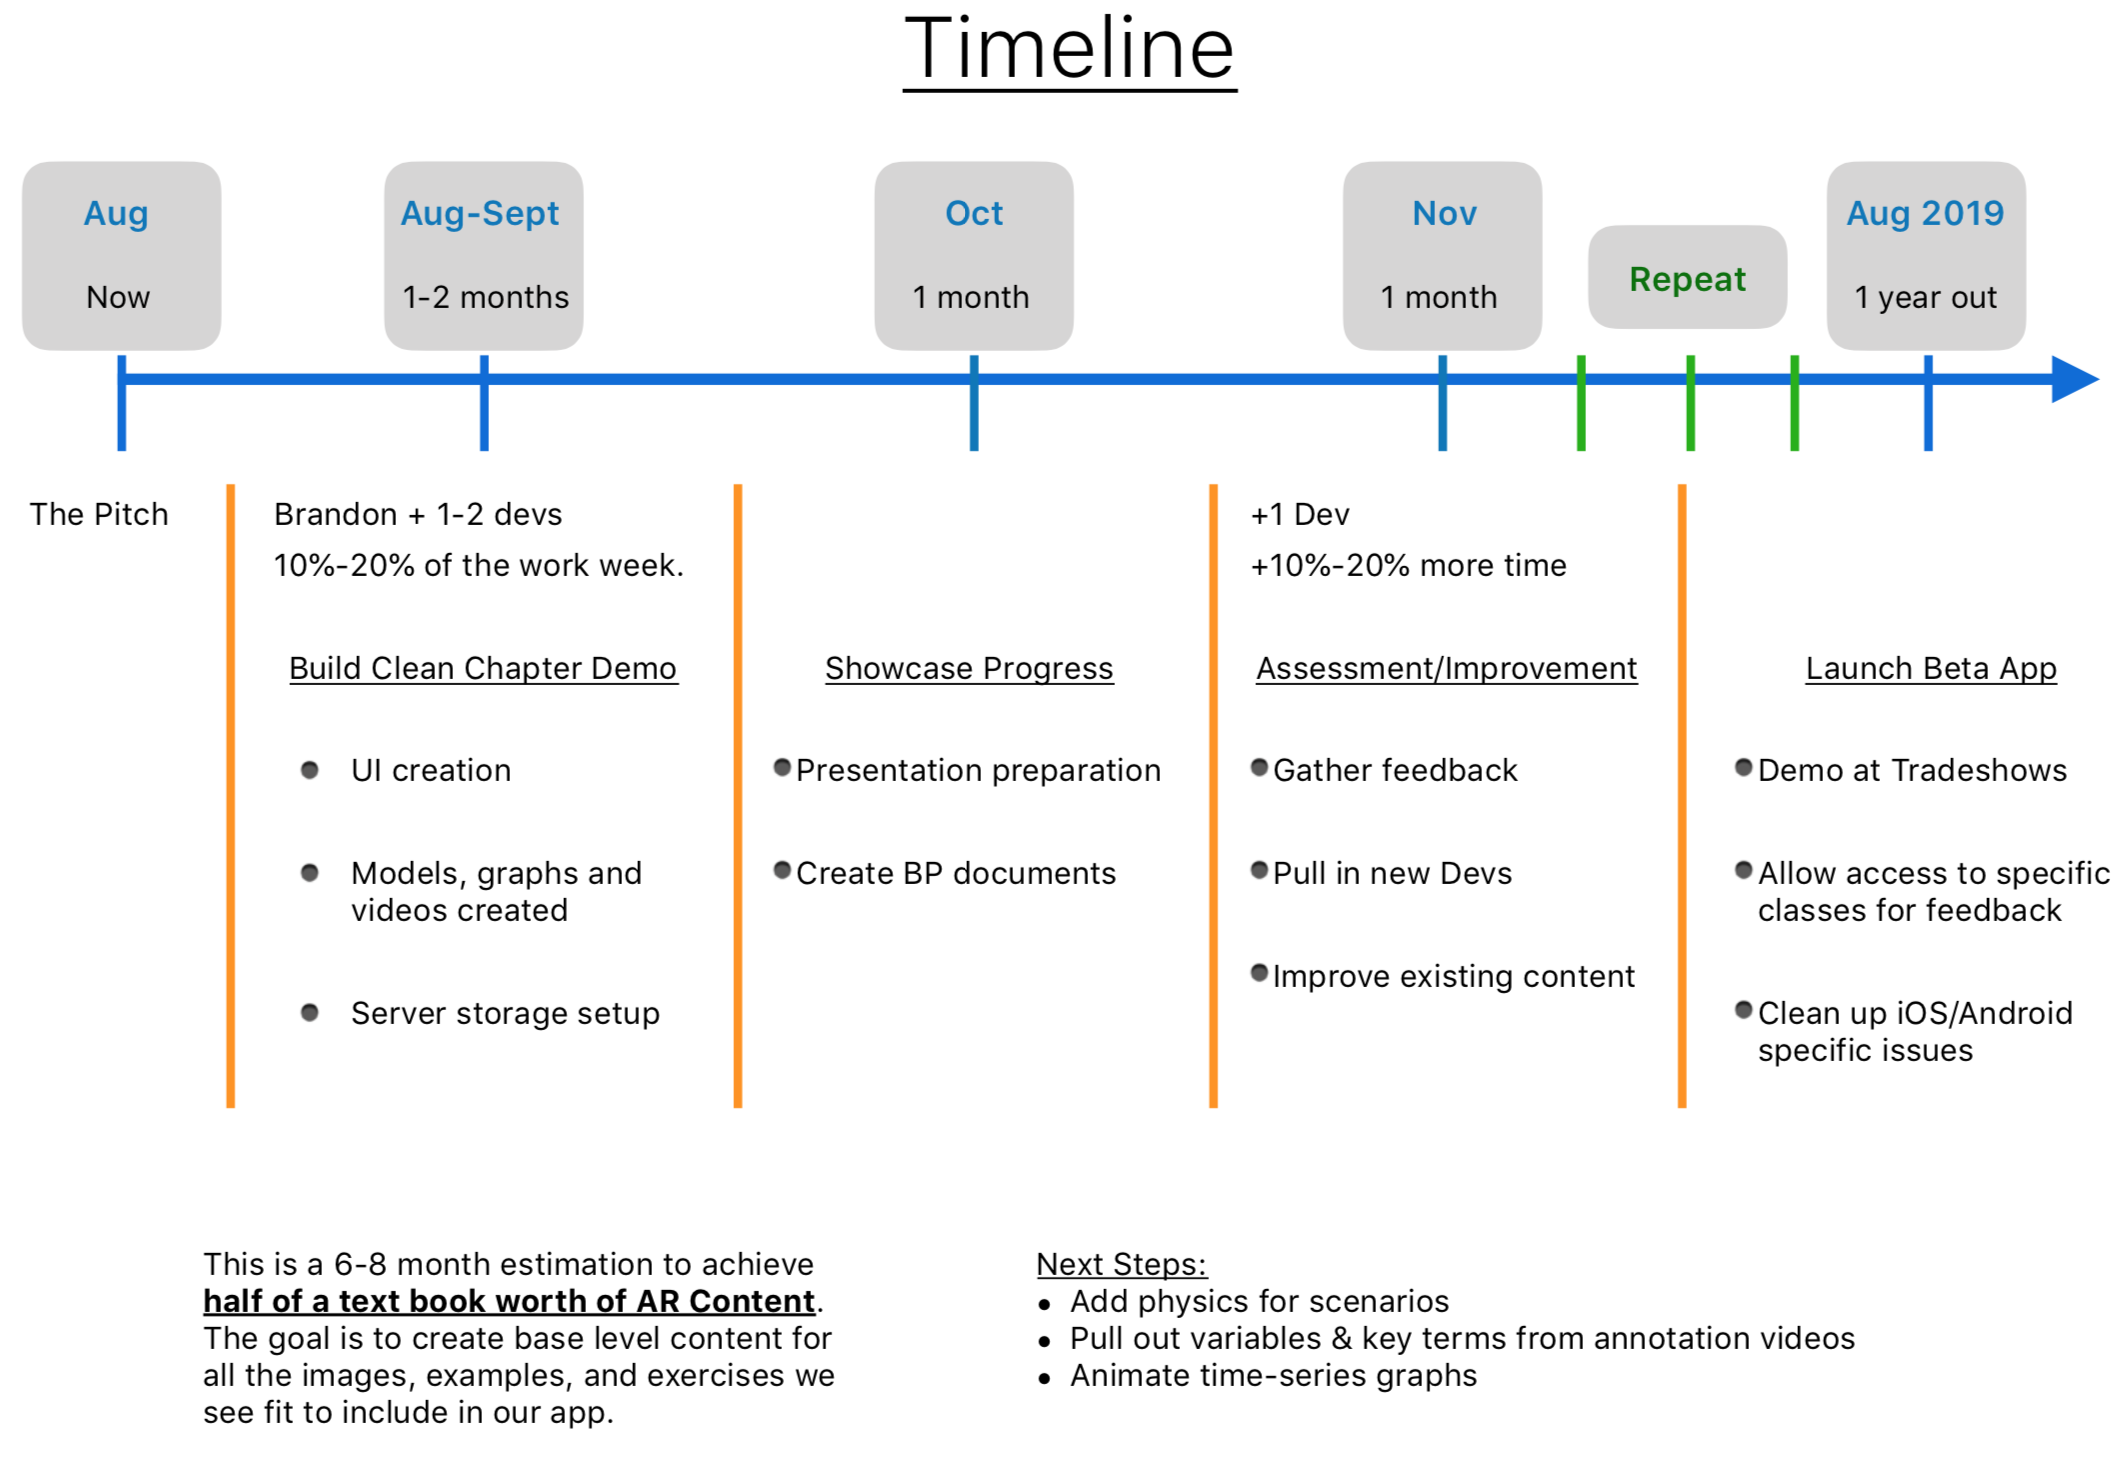 Timeline
Aug
Now
Aug-Sept
1-2 months
Oct
1 month
Nov
1 month
Repeat
Aug 2019
1 year out
The Pitch
Brandon + 1-2 devs
10%-20% of the work week.
Build Clean Chapter Demo
• UI creation
• Models, graphs and
videos created
• Server storage setup
Showcase Progress
• Presentation preparation
• Create BP documents
+1 Dev
+10%-20% more time
Assessment/Improvement
• Gather feedback
• Pull in new Devs
• Improve existing content
Launch Beta App
• Demo at Tradeshows
• Allow access to specific
classes for feedback
• Clean up iOS/Android
specific issues
This is a 6-8 month estimation to achieve
half of a text book worth of AR Content.
The goal is to create base level content for
all the images, examples, and exercises we
see fit to include in our app.
Next Steps:
• Add physics for scenarios
• Pull out variables & key terms from annotation videos
• Animate time-series graphs